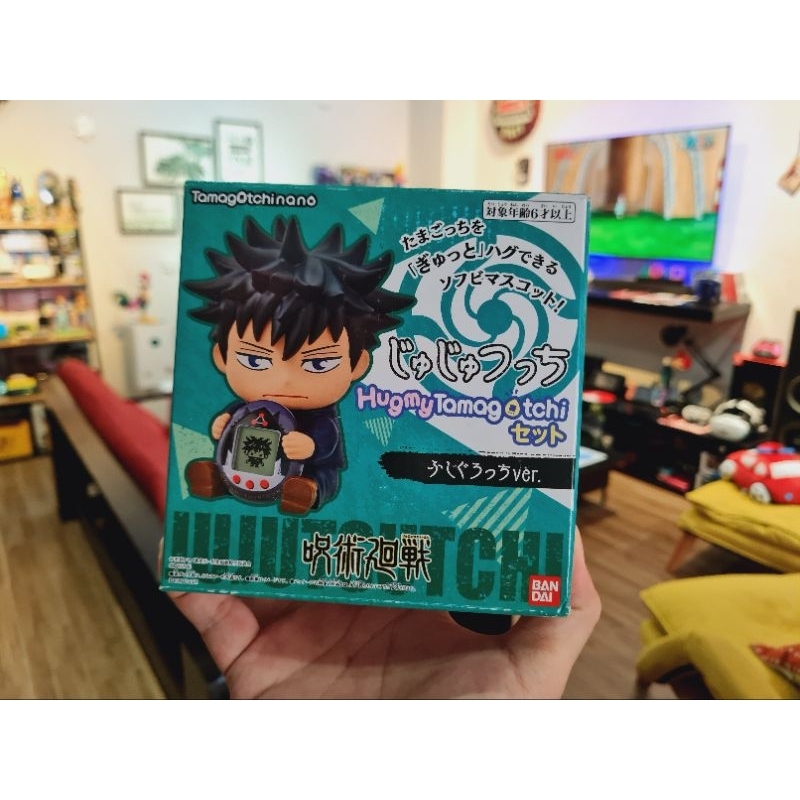 Tamagotchi nano
対象年齢6才以上
たまごっちを
「ぎゅっと」ハグできる
ソフビマスコット!
じゅじゅつっち
Hugmy Tamagotchi
セット
ふしぐろっちver.
JUJUTSUTCHI
呪術廻戦
BAN
DAI